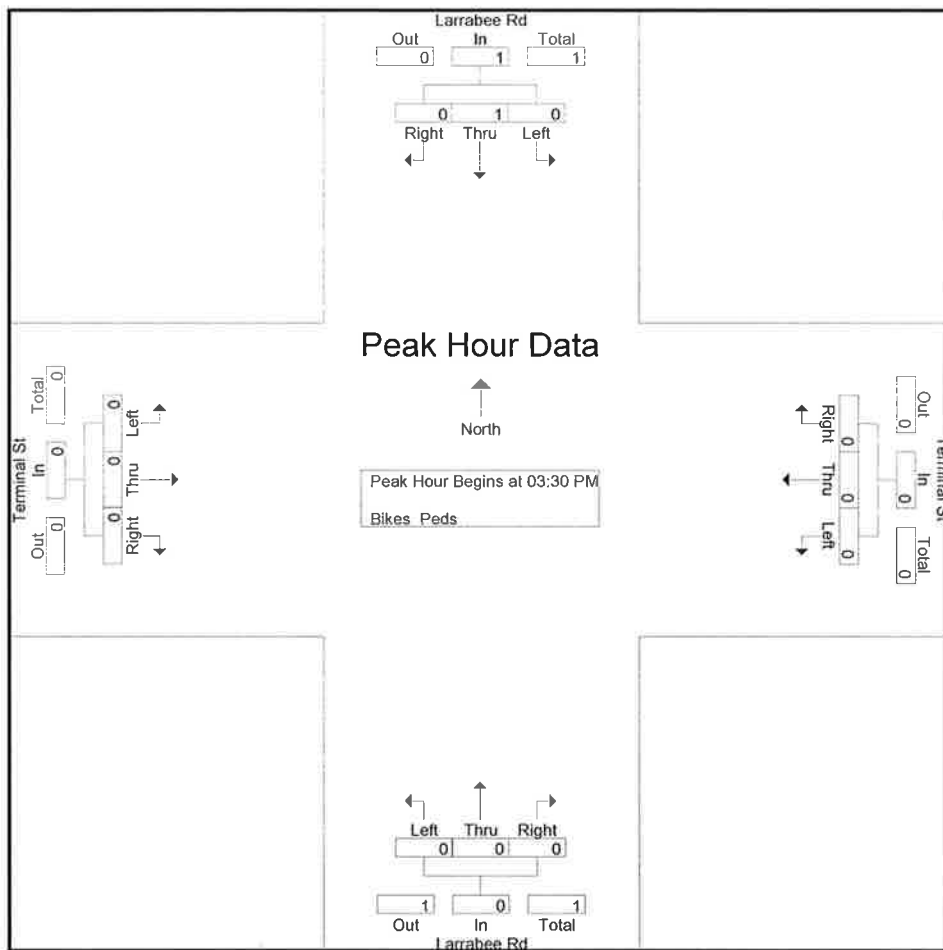 Larrabee Rd
Out In Total
0 1 1
0 1 0
Right Thru Left
Peak Hour Data
North
Peak Hour Begins at 03:30 PM
Bikes Peds
Terminal St
Total In Out
0 0 0
0 0 0
Left Thru Right
Right Thru Left
0 0 0
Out In Total
0 0 0
Terminal St
Left Thru Right
0 0 0
1 0 1
Out In Total
Larrabee Rd